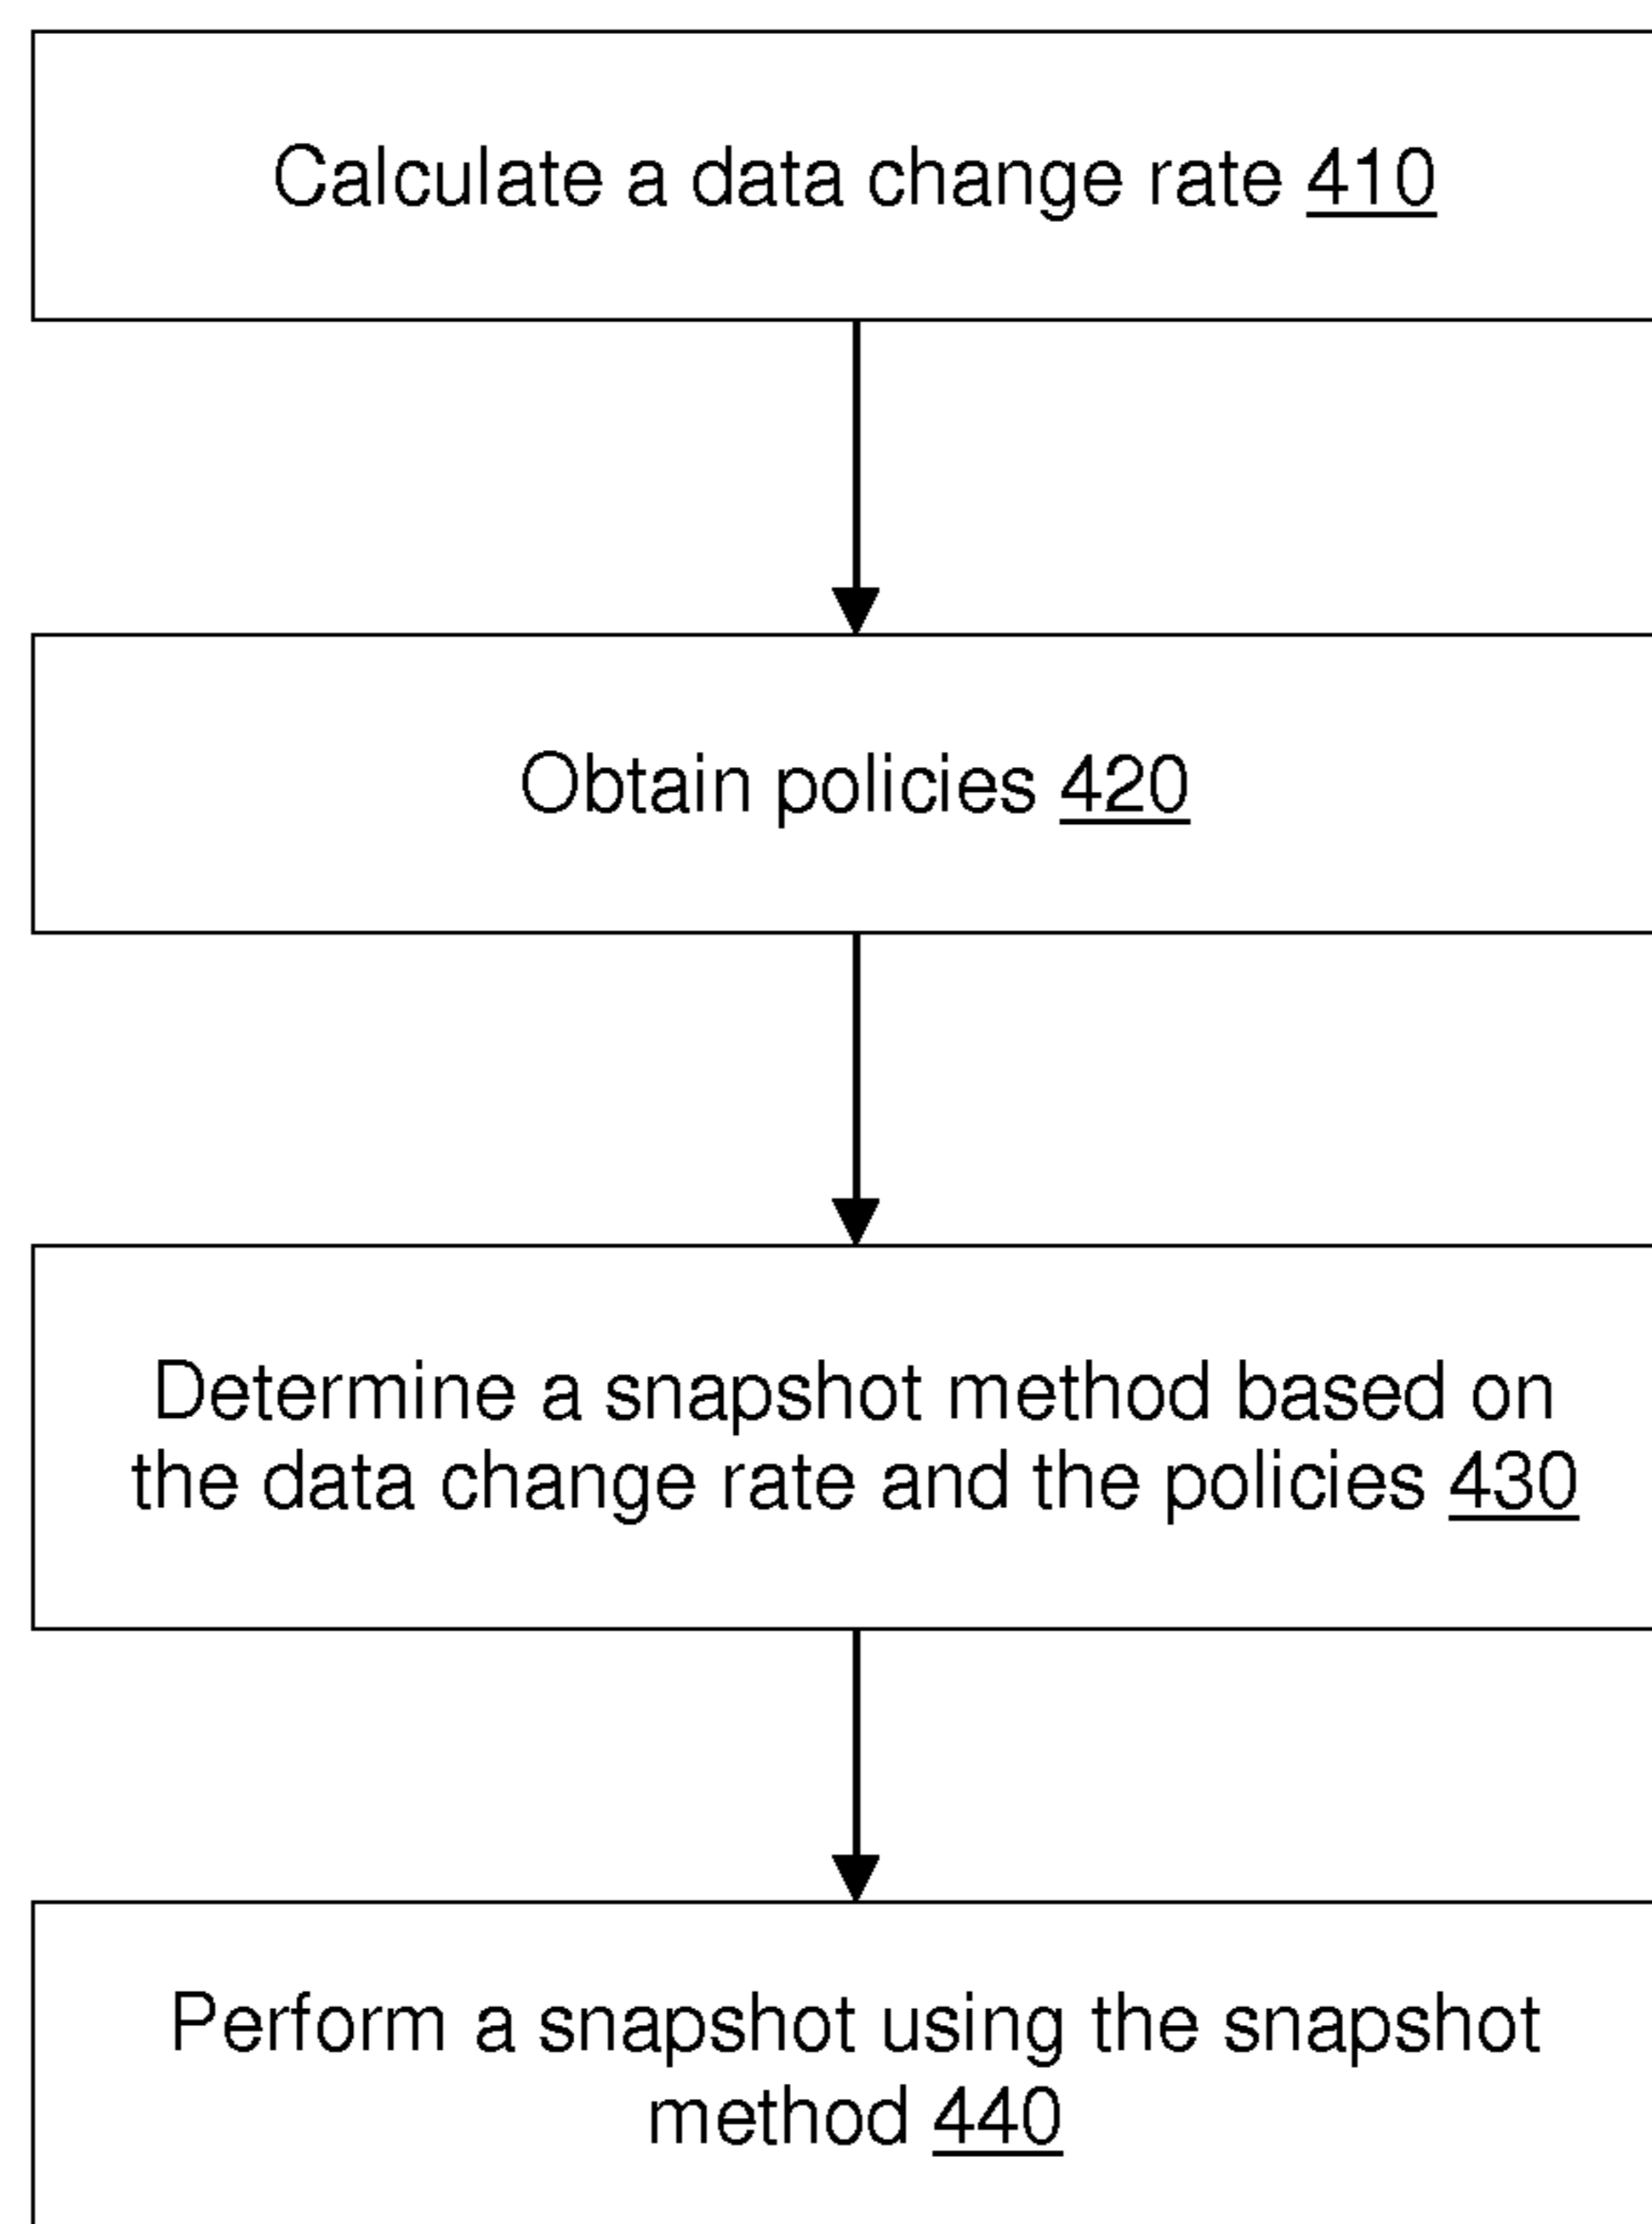 Calculate a data change rate 410
Obtain policies 420
Determine a snapshot method based on
the data change rate and the policies 430
Perform a snapshot using the snapshot
method 440